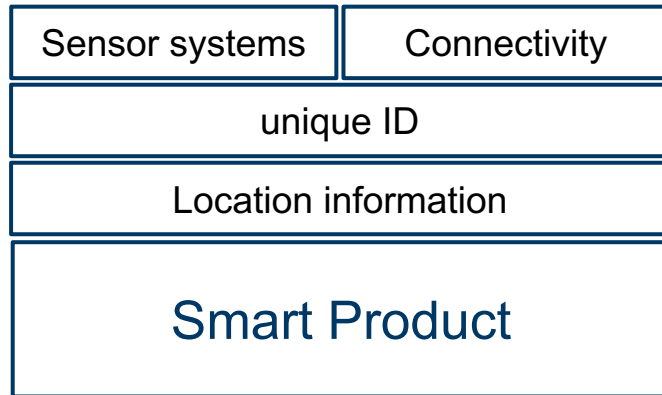 Sensor systems
Connectivity
unique ID
Location information
Smart Product